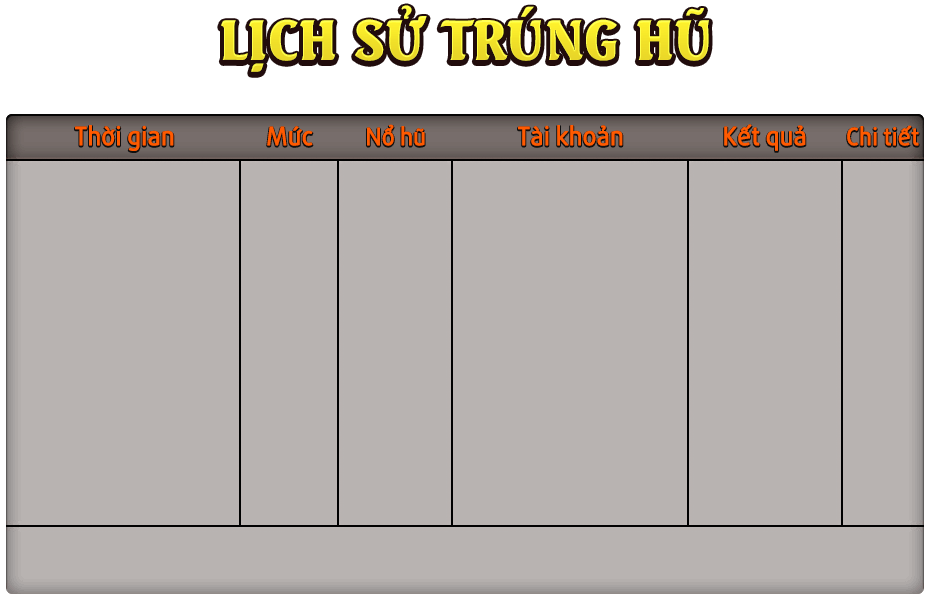 LỊCH SỬ TRÚNG HŨ
Thời gian Mức Nổ hũ Tài khoản Kết quả Chi tiết